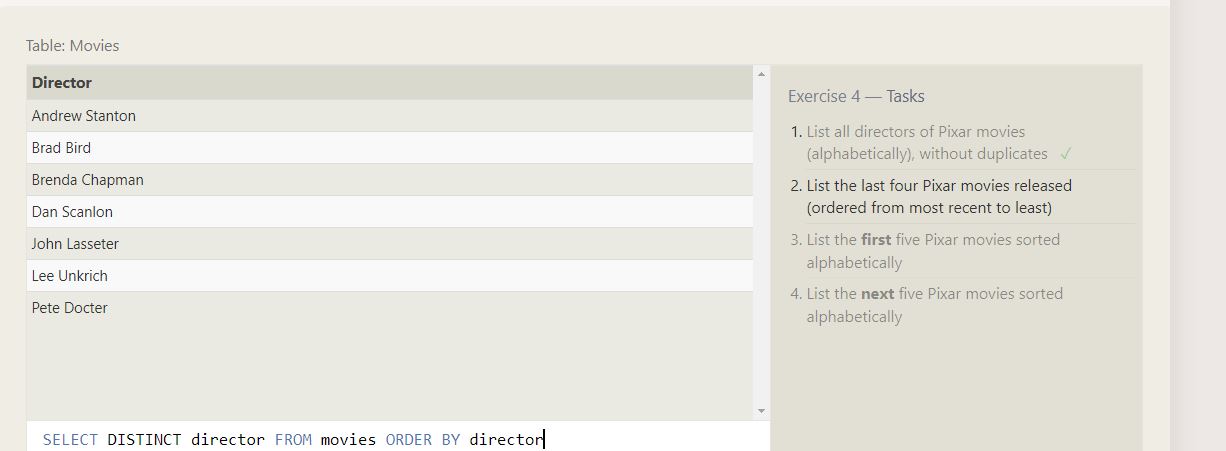 Table: Movies
Director
Andrew Stanton
Brad Bird
Brenda Chapman
Dan Scanlon
John Lasseter
Lee Unkrich
Pete Docter
SELECT DISTINCT director FROM movies ORDER BY director
Exercise 4 — Tasks
1. List all directors of Pixar movies
(alphabetically), without duplicates ✓
2. List the last four Pixar movies released
(ordered from most recent to least)
3. List the first five Pixar movies sorted
alphabetically
4. List the next five Pixar movies sorted
alphabetically